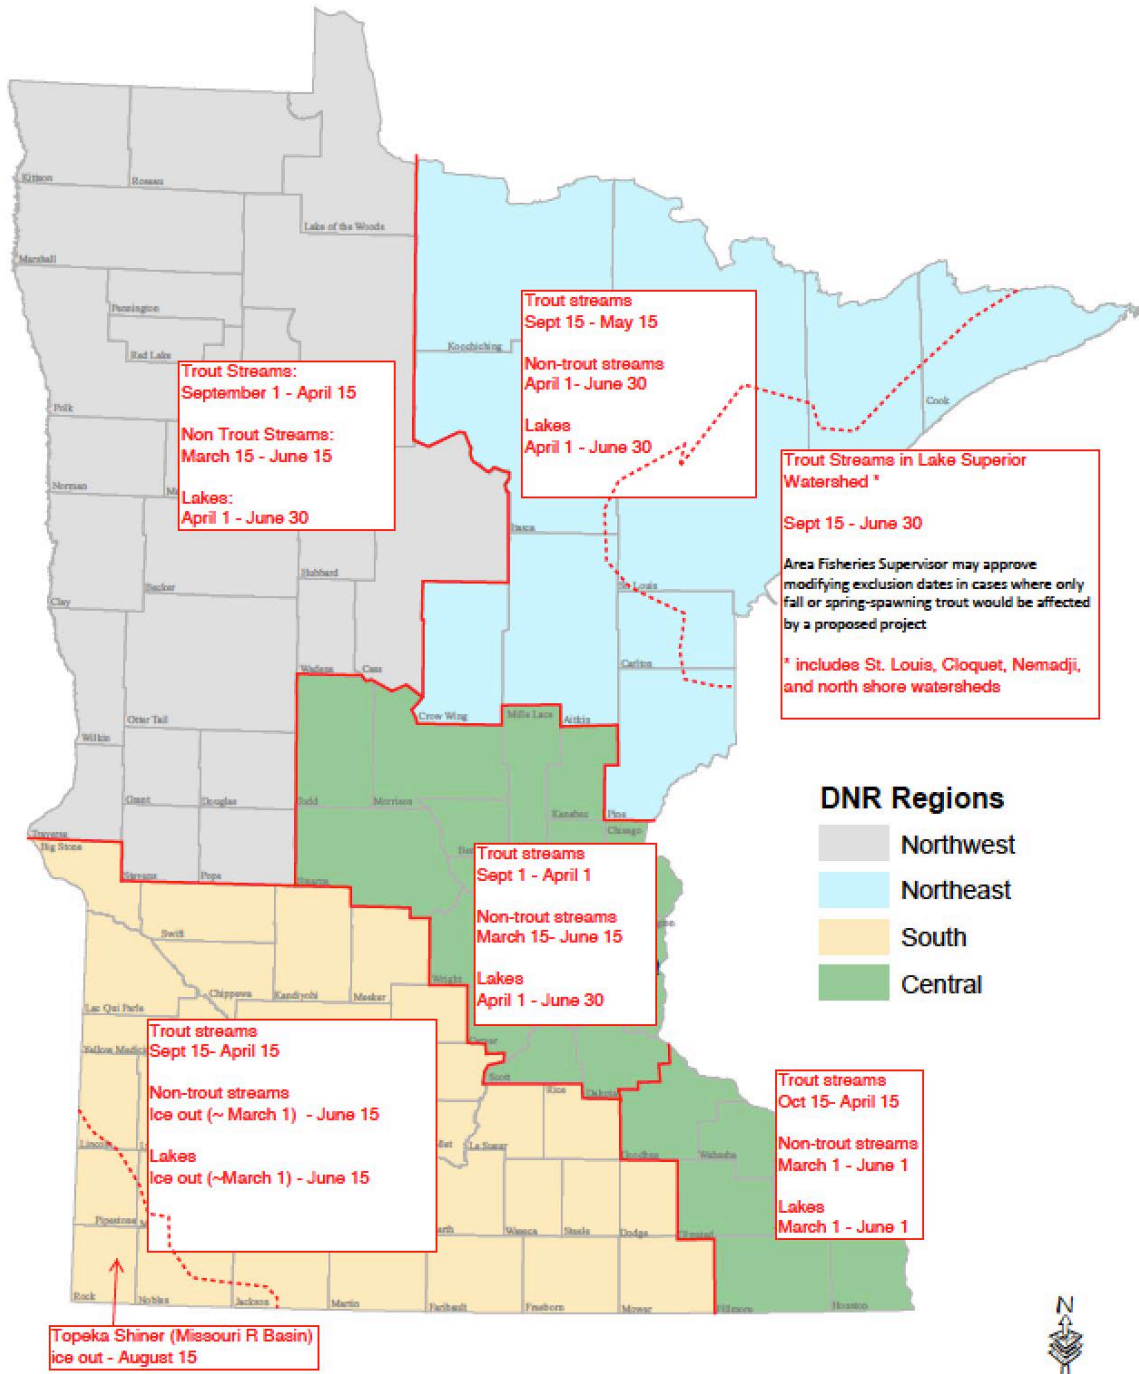 Kittson
Roseau
Lake of the Woods
Marshall
Pennington
Red Lake
Koochiching
Polk
Cook
Norman
Itasca
Hubbard
Becker
Clay
St Louis
Carlton
Wadena
Cass
Otter Tail
Crow Wing
Mille Lacs
Aitkin
Wilkin
Grant
Douglas
Todd
Morrison
Kanabec
Pine
Chisago
Traverse
Big Stone
Stevens
Pope
Stearns
Swift
Wright
Chippewa
Kandiyohi
Meeker
Lac Qui Parle
Yellow Medicine
Carver
Scott
Rice
Dakota
Lincoln
Le Sueur
Goodhue
Wabasha
Pipestone
Waseca
Steele
Dodge
Olmsted
Rock
Nobles
Jackson
Martin
Faribault
Freeborn
Mower
Fillmore
Houston
Trout Streams:
September 1 - April 15
Non Trout Streams:
March 15 - June 15
Lakes:
April 1 - June 30
Trout streams
Sept 15 - May 15
Non-trout streams
April 1- June 30
Lakes
April 1 - June 30
Trout Streams in Lake Superior
Watershed *
Sept 15 - June 30
Area Fisheries Supervisor may approve
modifying exclusion dates in cases where only
fall or spring-spawning trout would be affected
by a proposed project
* includes St. Louis, Cloquet, Nemadji,
and north shore watersheds
DNR Regions
Northwest
Northeast
South
Central
Trout streams
Sept 1 - April 1
Non-trout streams
March 15- June 15
Lakes
April 1 - June 30
Trout streams
Sept 15- April 15
Non-trout streams
Ice out (~ March 1)  - June 15
Lakes
Ice out (~March 1) - June 15
Trout streams
Oct 15- April 15
Non-trout streams
March 1 - June 1
Lakes
March 1 - June 1
Topeka Shiner (Missouri R Basin)
ice out - August 15
N